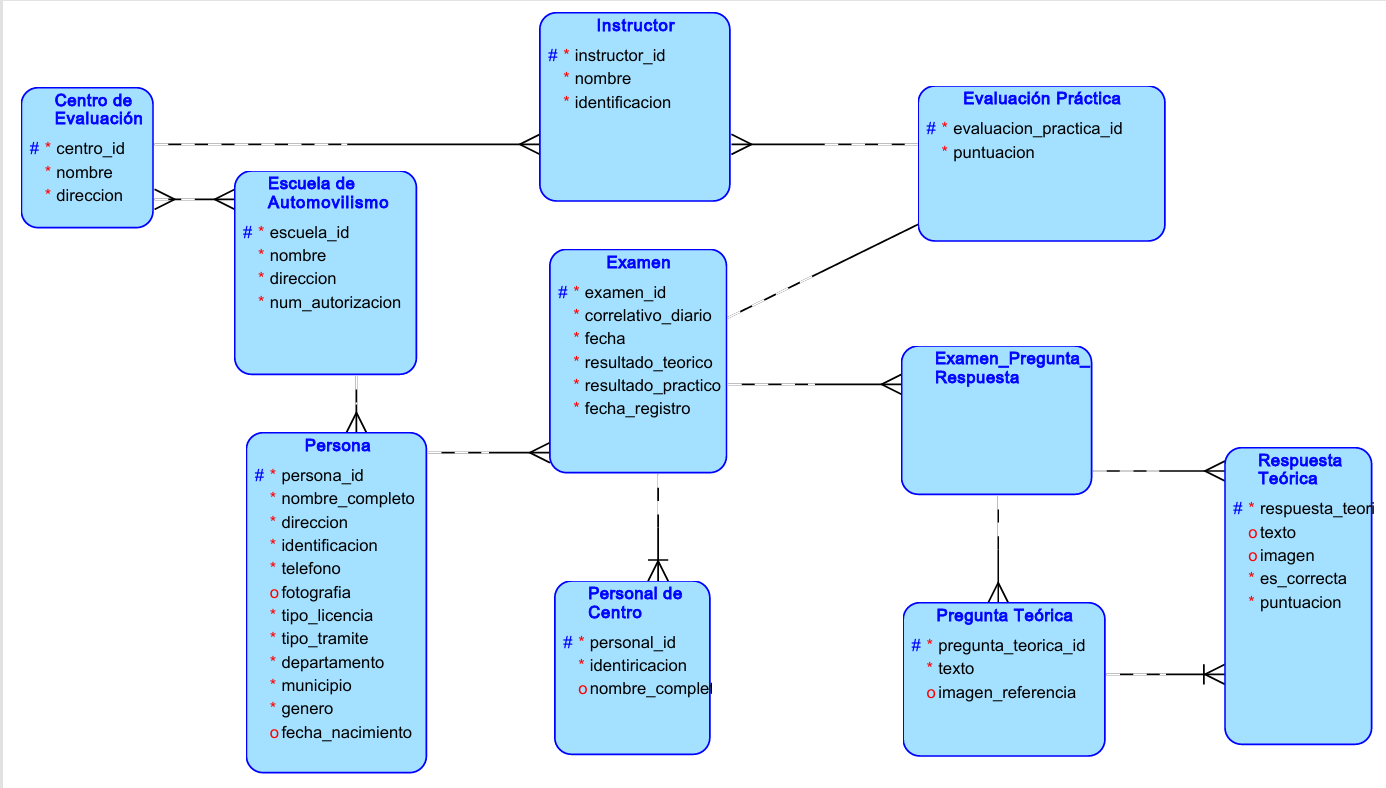 Instructor
# * instructor_id
* nombre
* identificacion
Centro de
Evaluación
# * centro_id
* nombre
* direccion
Evaluación Práctica
# * evaluacion_practica_id
* puntuacion
Escuela de
Automovilismo
# * escuela_id
* nombre
* direccion
* num_autorizacion
Examen
# * examen_id
* correlativo_diario
* fecha
* resultado_teorico
* resultado_practico
* fecha_registro
Examen_Pregunta_
Respuesta
Persona
# * persona_id
* nombre_completo
* direccion
* identificacion
* telefono
o fotografia
* tipo_licencia
* tipo_tramite
* departamento
* municipio
* genero
o fecha_nacimiento
Personal de
Centro
# * personal_id
* identiricacion
o nombre_comple
Pregunta Teórica
# * pregunta_teorica_id
* texto
o imagen_referencia
Respuesta
Teórica
# * respuesta_teori
o texto
o imagen
* es_correcta
* puntuacion